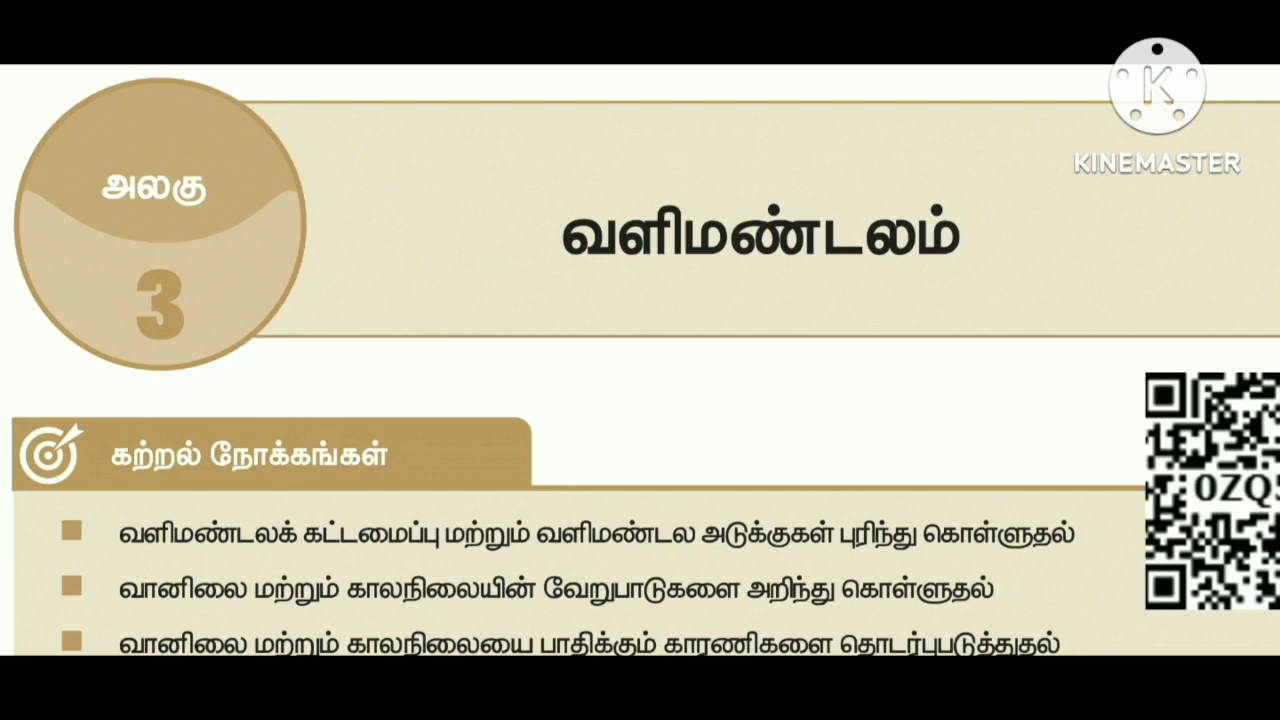 KINEMASTER
அலகு
3
வளிமண்டலம்
கற்றல் நோக்கங்கள்
வளிமண்டலக் கட்டமைப்பு மற்றும் வளிமண்டல அடுக்குகள் புரிந்து கொள்ளுதல்
வானிலை மற்றும் காலநிலையின் வேறுபாடுகளை அறிந்து கொள்ளுதல்
வானிலை மற்றும் காலநிலையை பாதிக்கும் காரணிகளை தொடர்புபடுத்துதல்